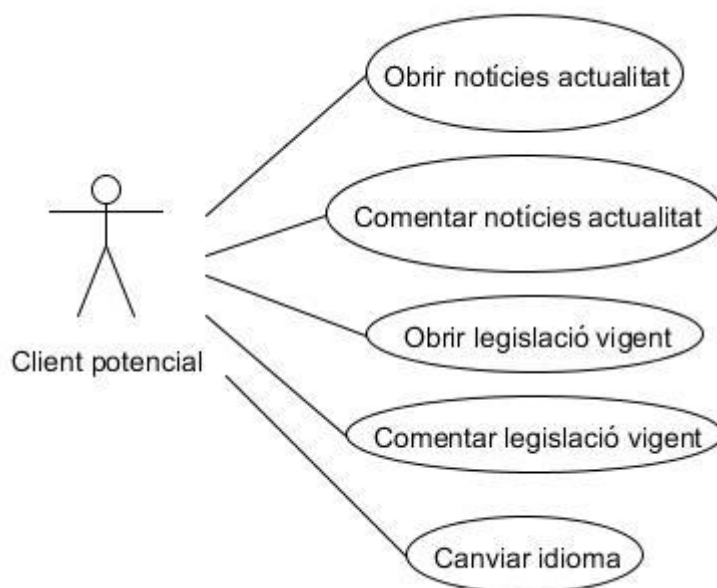 Obrir notícies actualitat
Comentar notícies actualitat
Obrir legislació vigent
Client potencial
Comentar legislació vigent
Canviar idioma